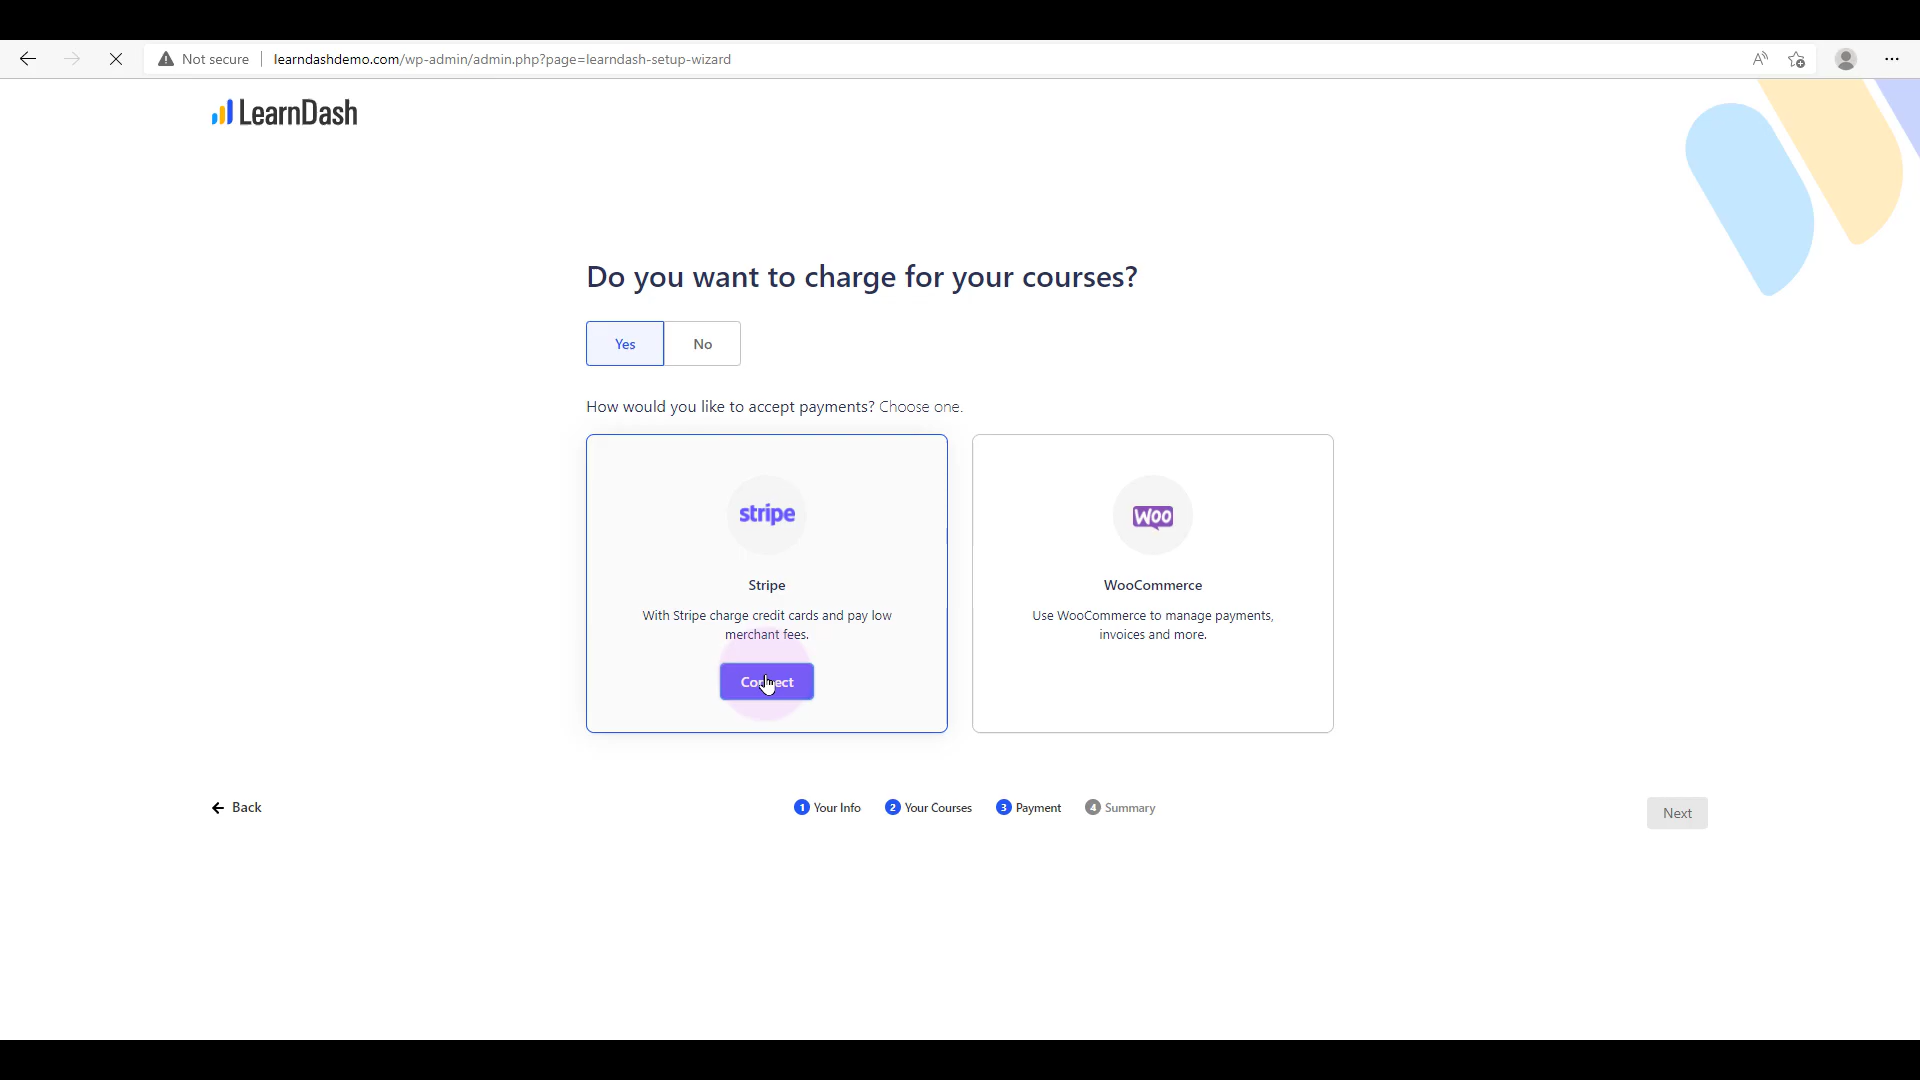 Not secure learndashdemo.com/wp-admin/admin.php?page=learndash-setup-wizard
LearnDash
Do you want to charge for your courses?
Yes No
How would you like to accept payments? Choose one.
stripe
Stripe
With Stripe charge credit cards and pay low
merchant fees.
Connect
Woo
WooCommerce
Use WooCommerce to manage payments,
invoices and more.
Back
1 Your Info 2 Your Courses 3 Payment 4 Summary
Next